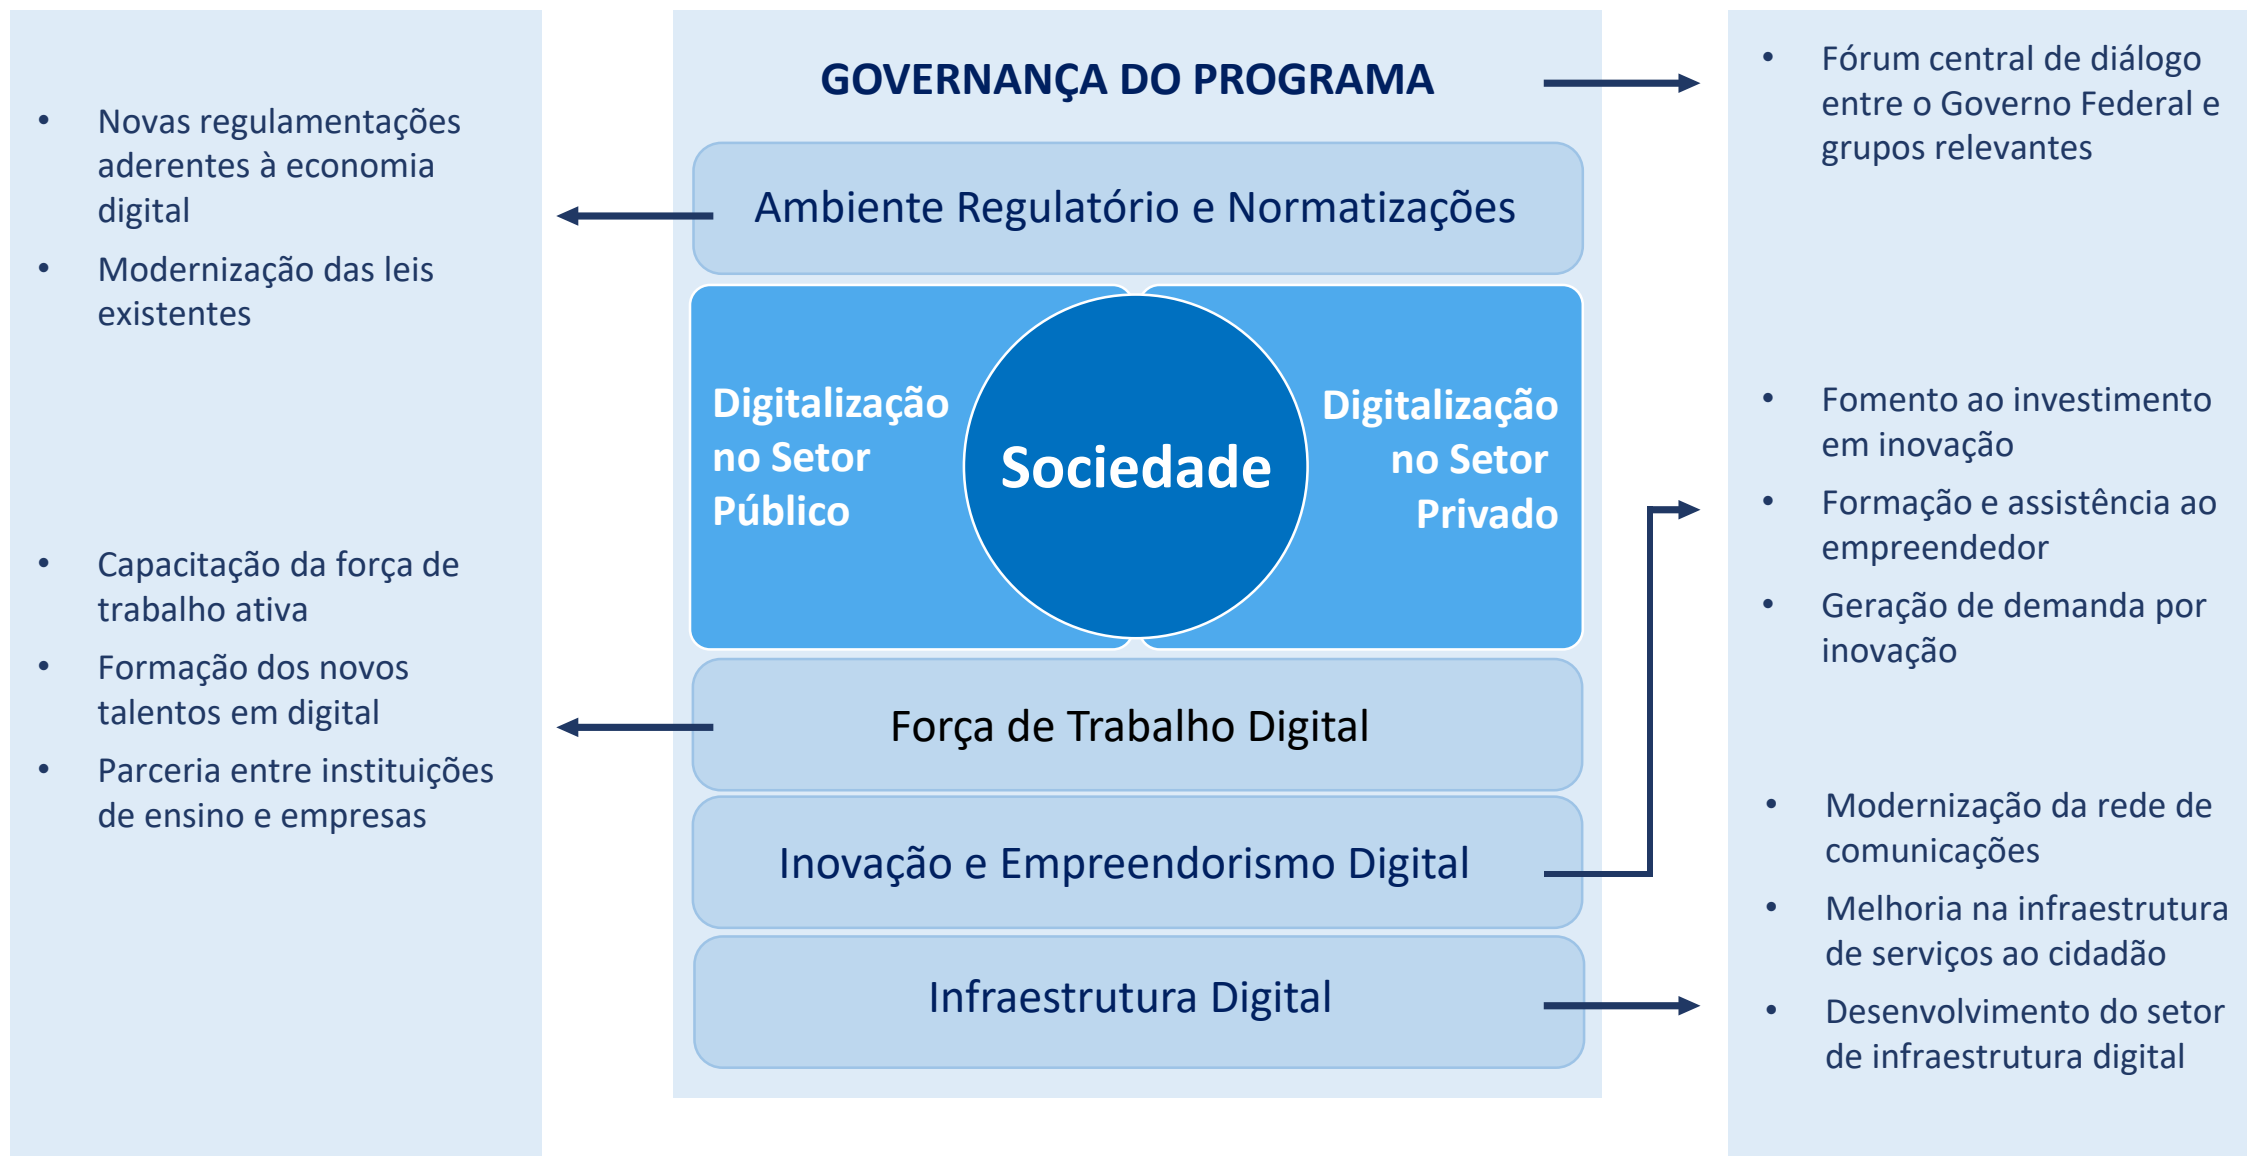 • Novas regulamentações
aderentes à economia
digital
• Modernização das leis
existentes
• Capacitação da força de
trabalho ativa
• Formação dos novos
talentos em digital
• Parceria entre instituições
de ensino e empresas
GOVERNANÇA DO PROGRAMA
Ambiente Regulatório e Normatizações
Digitalização
no Setor
Público
Sociedade
Digitalização
no Setor
Privado
Força de Trabalho Digital
Inovação e Empreendorismo Digital
Infraestrutura Digital
• Fórum central de diálogo
entre o Governo Federal e
grupos relevantes
• Fomento ao investimento
em inovação
• Formação e assistência ao
empreendedor
• Geração de demanda por
inovação
• Modernização da rede de
comunicações
• Melhoria na infraestrutura
de serviços ao cidadão
• Desenvolvimento do setor
de infraestrutura digital